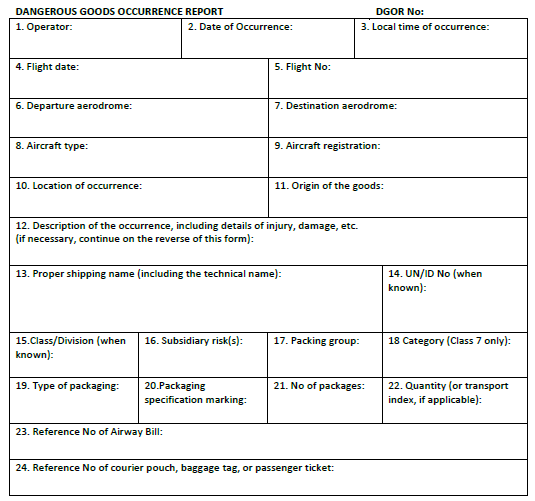 DANGEROUS GOODS OCCURRENCE REPORT DGOR No:
1. Operator: 2. Date of Occurrence: 3. Local time of occurrence:
4. Flight date: 5. Flight No:
6. Departure aerodrome: 7. Destination aerodrome:
8. Aircraft type: 9. Aircraft registration:
10. Location of occurrence: 11. Origin of the goods:
12. Description of the occurrence, including details of injury, damage, etc.
(if necessary, continue on the reverse of this form):
13. Proper shipping name (including the technical name): 14. UN/ID No (when
known):
15.Class/Division (when 16. Subsidiary risk(s): 17. Packing group: 18 Category (Class 7 only):
known):
19. Type of packaging: 20.Packaging 21. No of packages: 22. Quantity (or transport
specification marking: index, if applicable):
23. Reference No of Airway Bill:
24. Reference No of courier pouch, baggage tag, or passenger ticket: